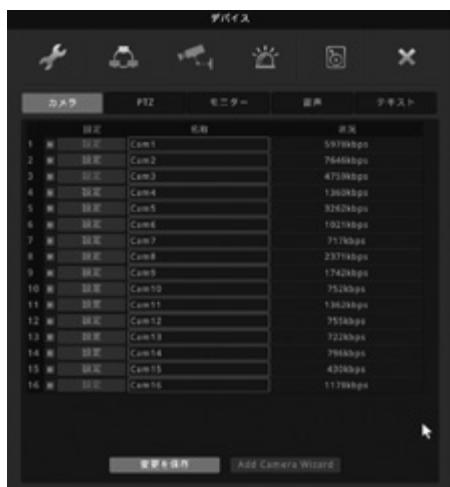 デバイス
カメラ PTZ モニター 音声 テキスト
設定 名称 状況
1 設定 Cam1 5978kbps
2 設定 Cam2 7646kbps
3 設定 Cam3 4759kbps
4 設定 Cam4 1360kbps
5 設定 Cam5 3262kbps
6 設定 Cam6 1021kbps
7 設定 Cam7 717kbps
8 設定 Cam8 2371kbps
9 設定 Cam9 1742kbps
10 設定 Cam10 752kbps
11 設定 Cam11 1362kbps
12 設定 Cam12 755kbps
13 設定 Cam13 722kbps
14 設定 Cam14 796kbps
15 設定 Cam15 430kbps
16 設定 Cam16 1178kbps
変更を保存 Add Camera Wizard